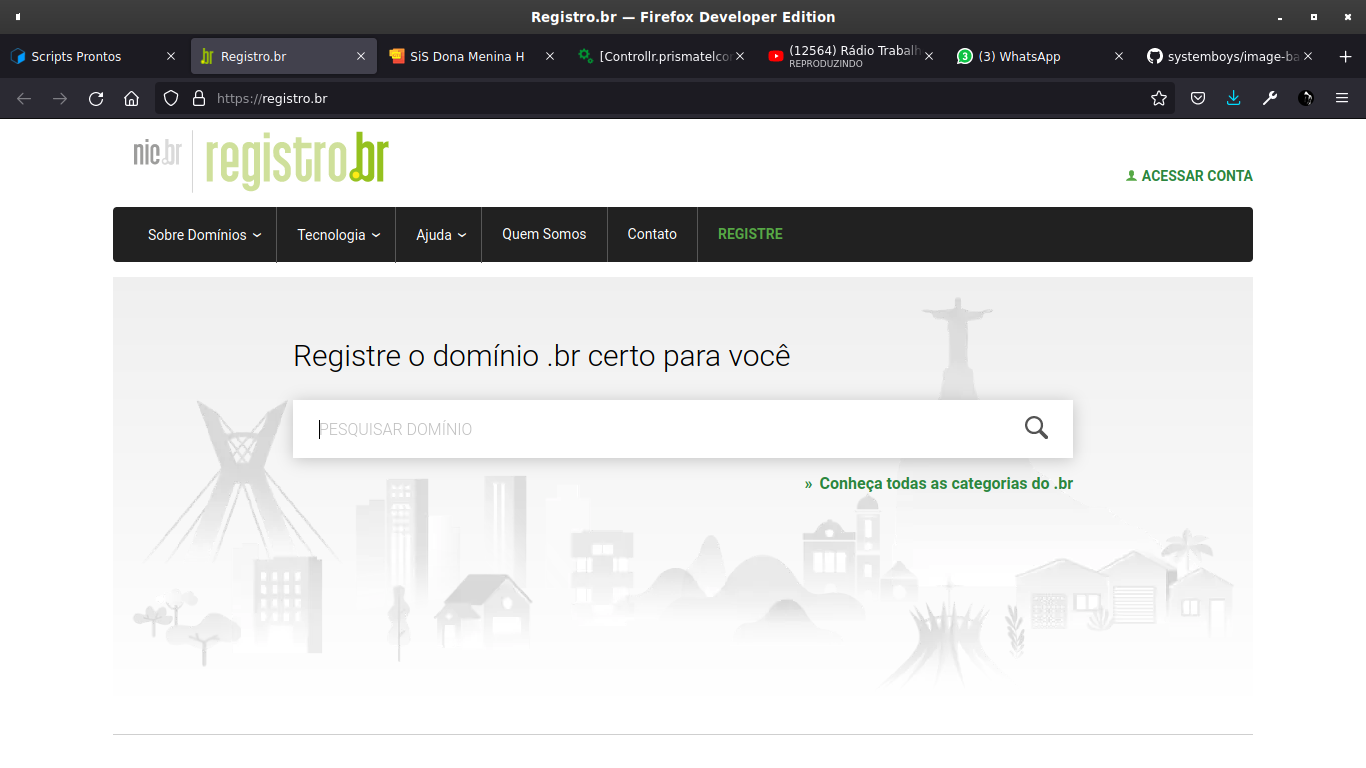 Registro.br — Firefox Developer Edition
Scripts Prontos
Registro.br
SiS Dona Menina H
[Controllr.prismatelco
(12564) Rádio Trabalh
REPRODUZINDO
3
(3) WhatsApp
systemboys/image-ba
https://registro.br
nic.br
registro.br
ACESSAR CONTA
Sobre Domínios
Tecnologia
Ajuda
Quem Somos
Contato
REGISTRE
Registre o domínio .br certo para você
PESQUISAR DOMÍNIO
» Conheça todas as categorias do .br